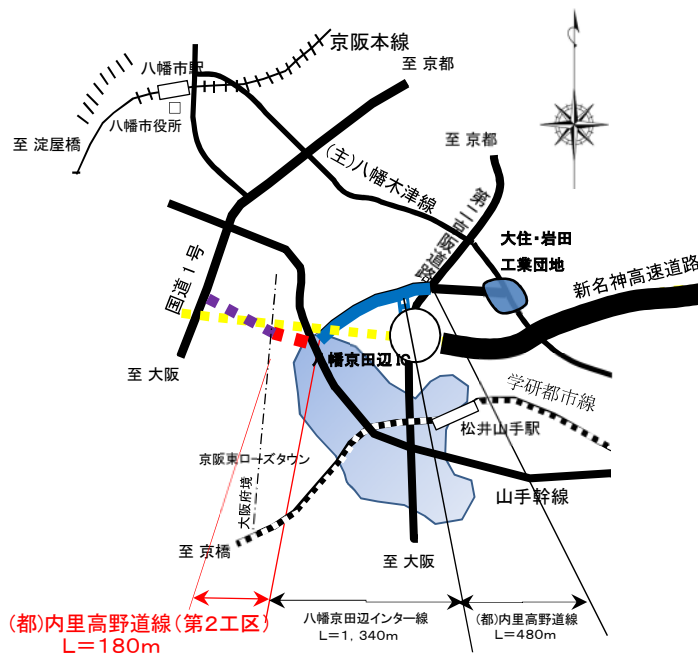 京阪本線
八幡市駅
至 京都
八幡市役所
至 淀屋橋
(主)八幡木津線
至 京都
第二京阪道路
大住・岩田
工業団地
新名神高速道路
国道1号
八幡京田辺IC
至 大阪
学研都市線
松井山手駅
京阪東ローズタウン
大阪府境
山手幹線
至 京橋
至 大阪
(都)内里高野道線(第2工区)
L=180m
八幡京田辺インター線
L=1,340m
(都)内里高野道線
L=480m